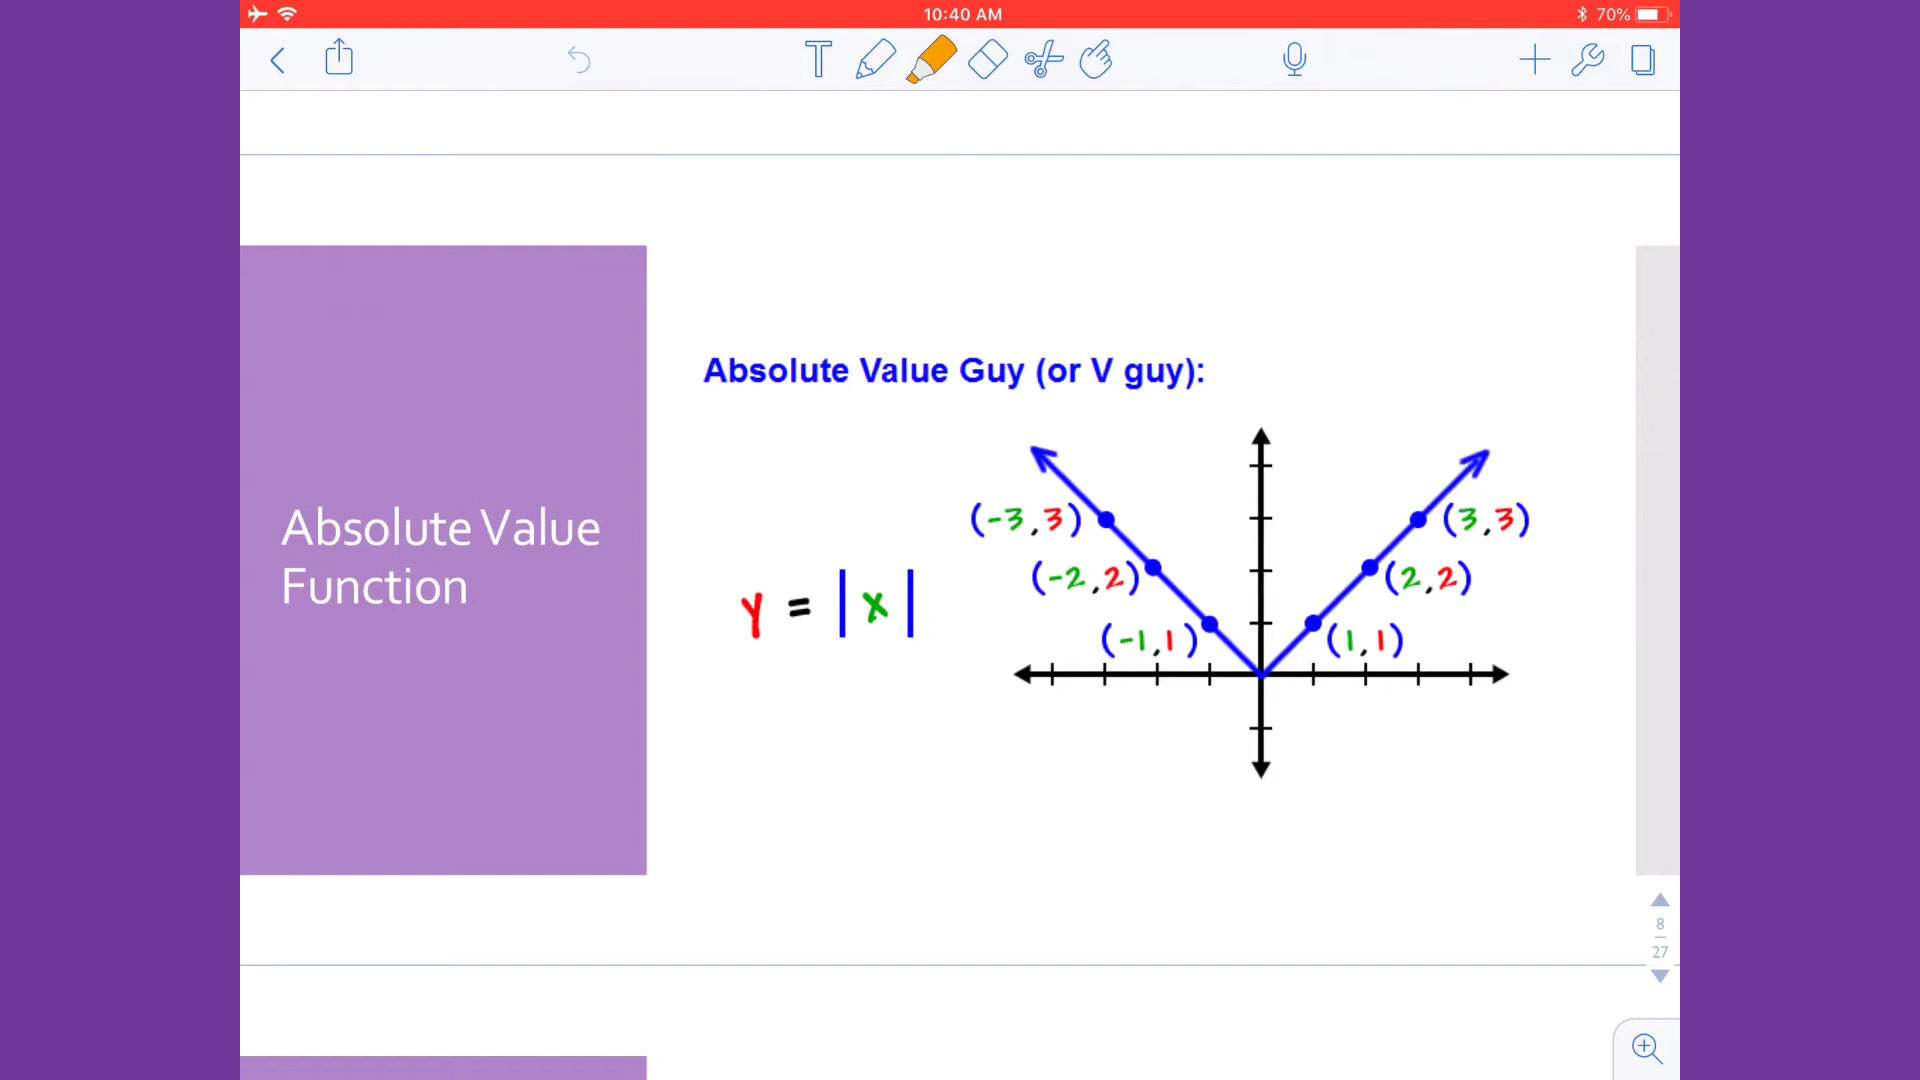 10:40 AM
70%
T
Absolute Value Guy (or V guy):
Absolute Value
Function
y = |x|
(-3,3)
(3,3)
(-2,2)
(2,2)
(-1,1)
(1,1)
8
27